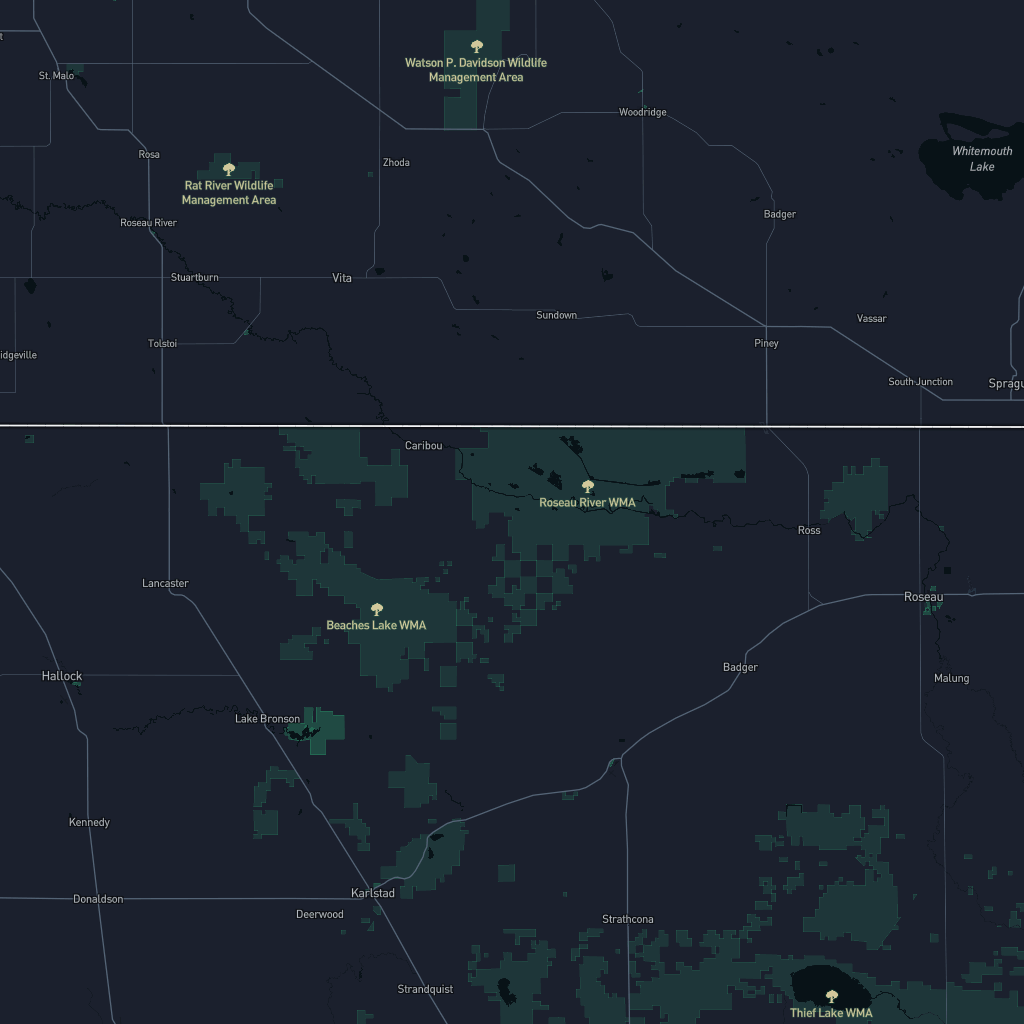 Watson P. Davidson Wildlife
Management Area
St. Malo
Woodridge
Whitemouth
Lake
Rosa
Zhoda
Rat River Wildlife
Management Area
Badger
Roseau River
Stuartburn
Vita
Sundown
Vassar
Tolstoi
Piney
idgeville
South Junction
Spragu
Caribou
Roseau River WMA
Ross
Lancaster
Roseau
Beaches Lake WMA
Badger
Hallock
Malung
Lake Bronson
Kennedy
Karlstad
Donaldson
Deerwood
Strathcona
Strandquist
Thief Lake WMA